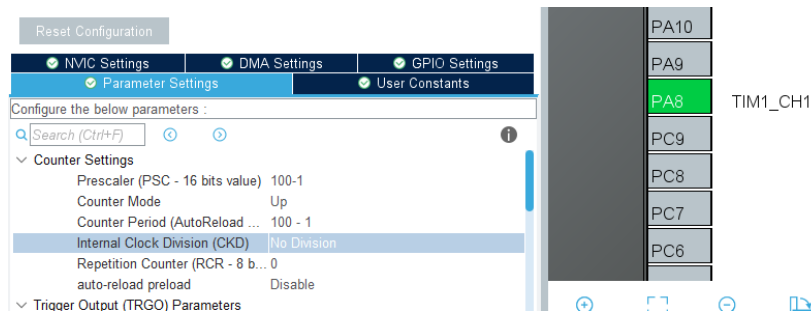 Reset Configuration
NVIC Settings
DMA Settings
GPIO Settings
Parameter Settings
User Constants
Configure the below parameters :
Search (Ctrl+F)
Counter Settings
Prescaler (PSC - 16 bits value) 100-1
Counter Mode Up
Counter Period (AutoReload ... 100 - 1
Internal Clock Division (CKD) No Division
Repetition Counter (RCR - 8 b... 0
auto-reload preload Disable
Trigger Output (TRGO) Parameters
PA10
PA9
PA8 TIM1_CH1
PC9
PC8
PC7
PC6